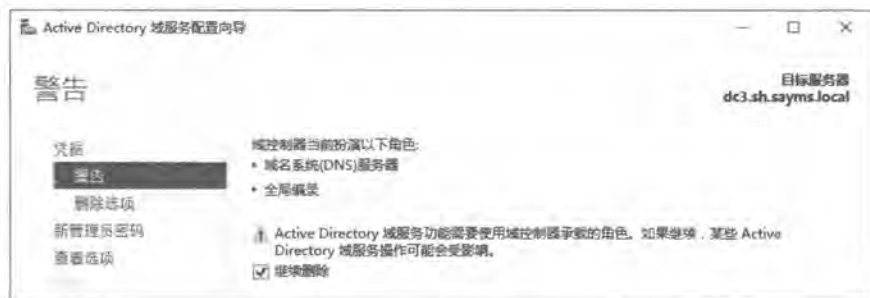 Active Directory 域服务配置向导
警告
目标服务器
dc3.sh.sayms.local
凭据
警告
删除选项
新管理员密码
查看选项
域控制器当前扮演以下角色:
• 域名系统(DNS)服务器
• 全局编录
Active Directory 域服务功能需要使用域控制器承载的角色。如果继续，某些 Active
Directory 域服务操作可能会受影响。
继续删除